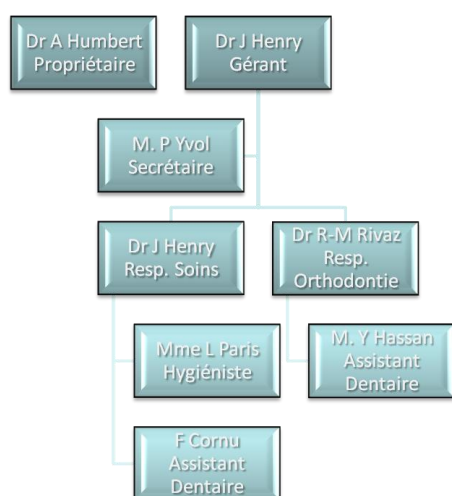 Dr A Humbert
Propriétaire
Dr J Henry
Gérant
M. P Yvol
Secrétaire
Dr J Henry
Resp. Soins
Dr R-M Rivaz
Resp.
Orthodontie
Mme L Paris
Hygiéniste
M. Y Hassan
Assistant
Dentaire
F Cornu
Assistant
Dentaire